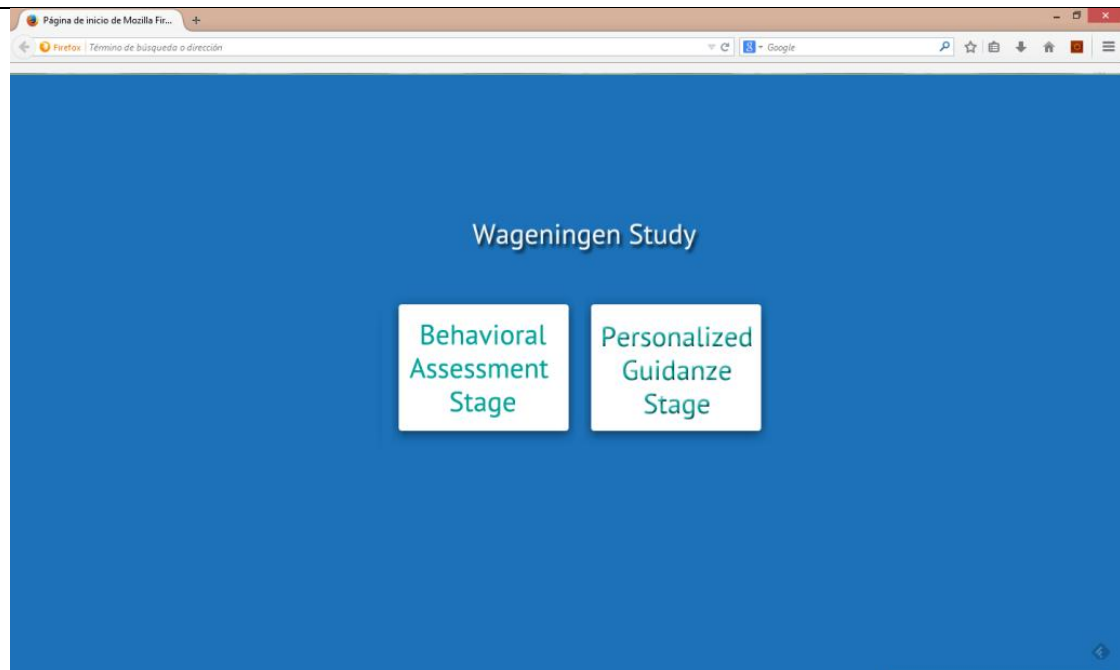 Página de inicio de Mozilla Fir...
Firefox Término de búsqueda o dirección
Google
Wageningen Study
Behavioral
Assessment
Stage
Personalized
Guidanze
Stage